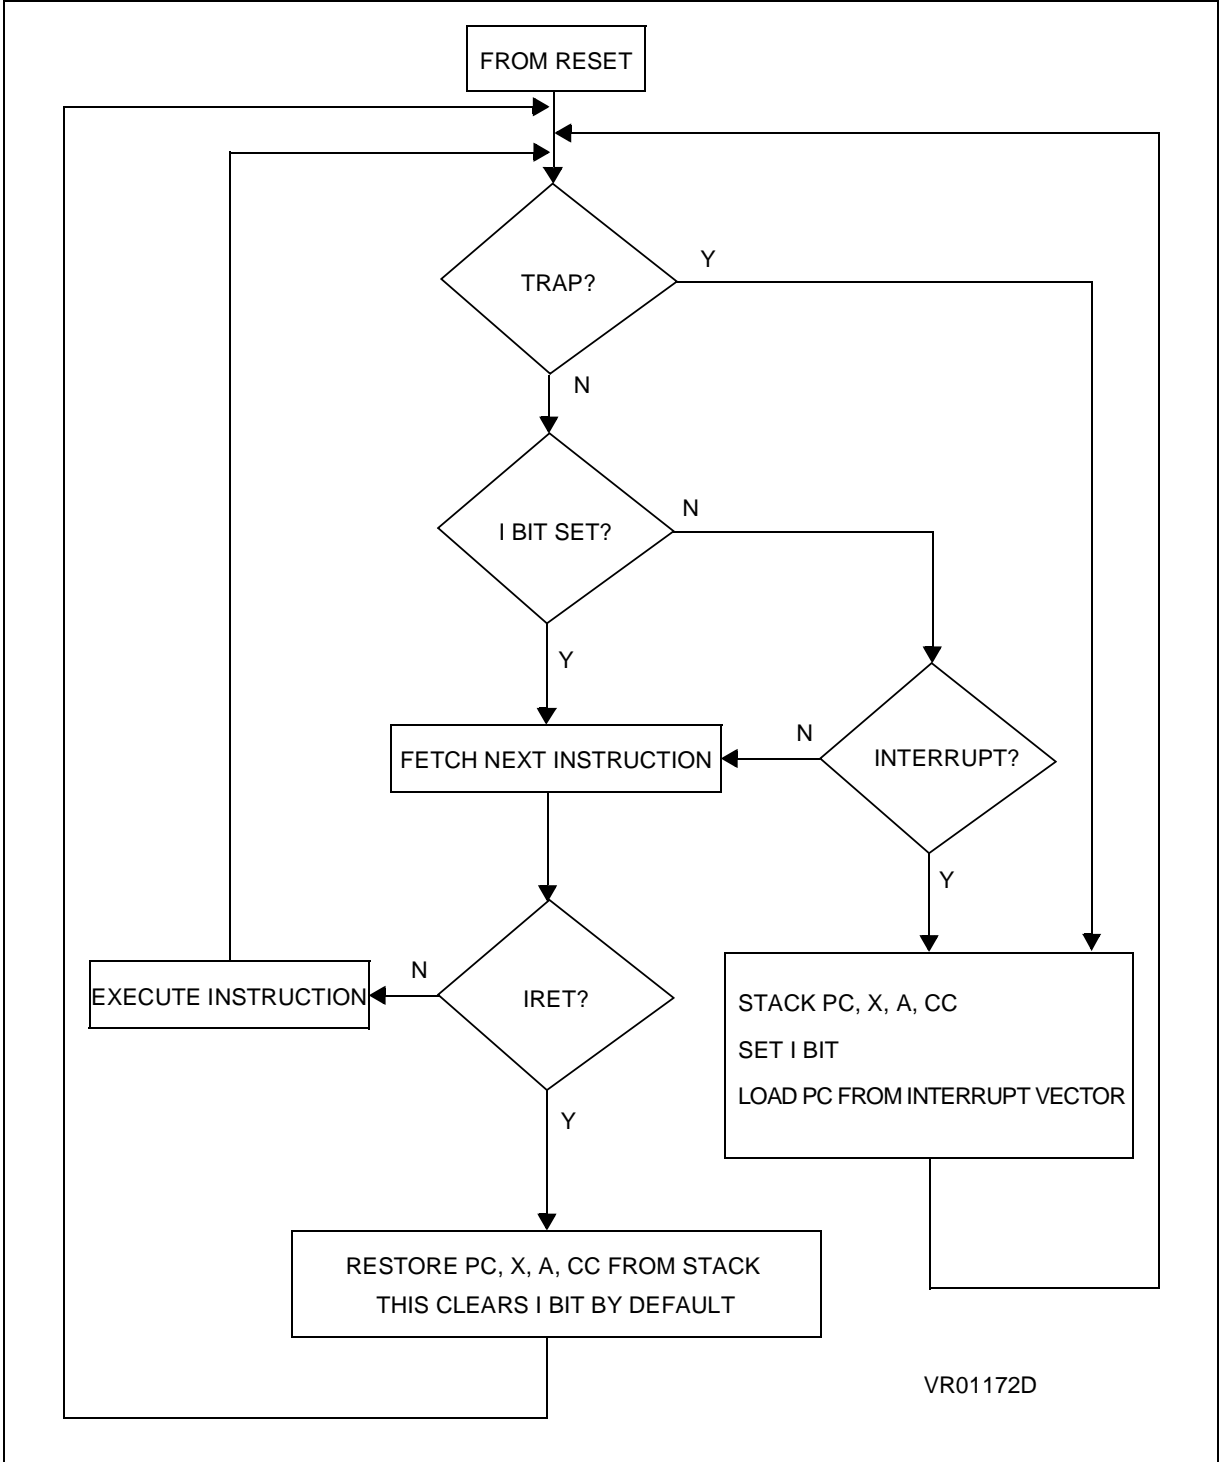 FROM RESET
TRAP?
Y
N
I BIT SET?
N
Y
FETCH NEXT INSTRUCTION
N
INTERRUPT?
Y
EXECUTE INSTRUCTION
N
IRET?
Y
STACK PC, X, A, CC
SET I BIT
LOAD PC FROM INTERRUPT VECTOR
RESTORE PC, X, A, CC FROM STACK
THIS CLEARS I BIT BY DEFAULT
VR01172D